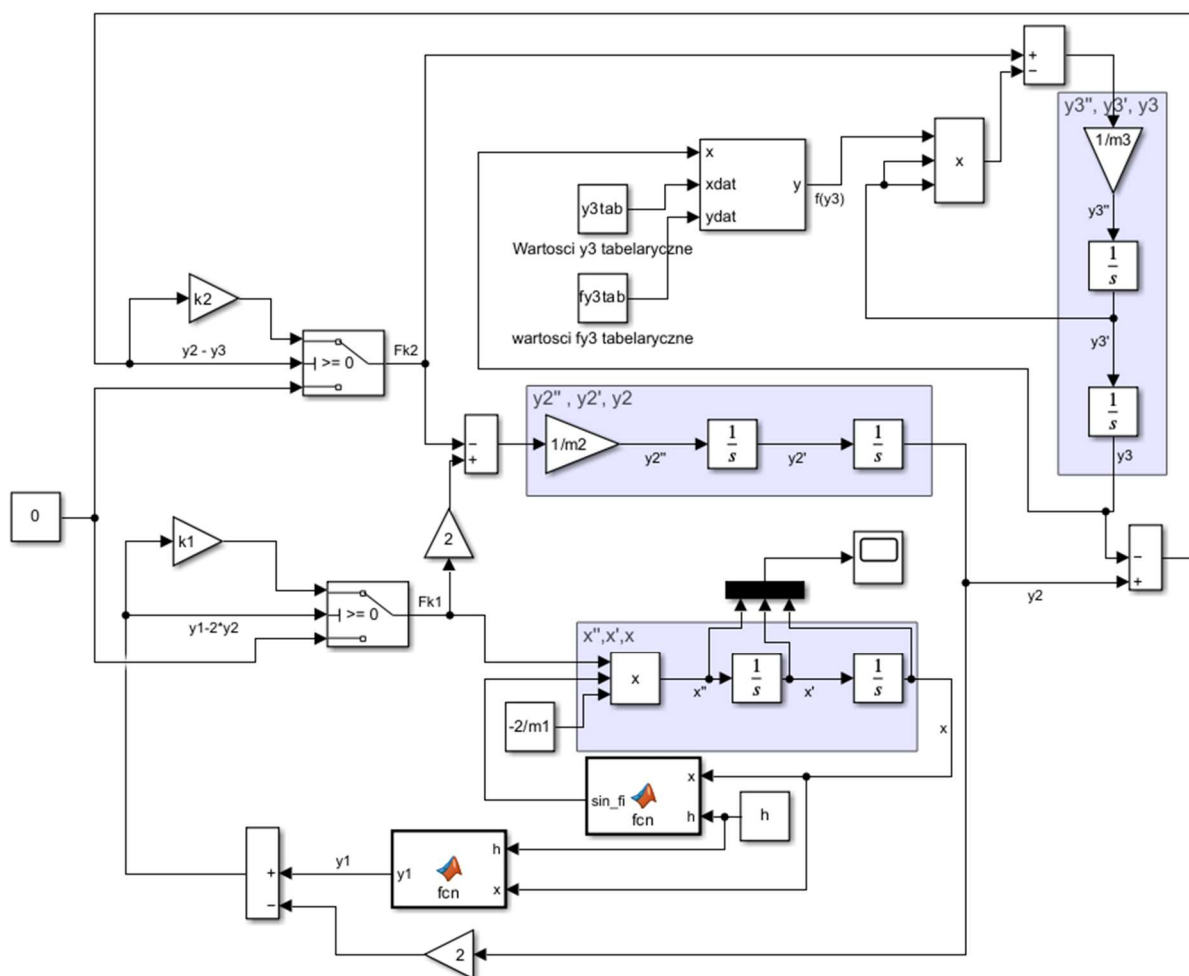 +
−
y3'', y3', y3
1/m3
x
xdat
ydat
y
f(y3)
x
y3tab
Wartosci y3 tabelaryczne
y3''
1
s
fy3tab
wartosci fy3 tabelaryczne
y3'
k2
y2 - y3
>= 0
Fk2
y2'' , y2', y2
1/m2
y2''
1
s
y2'
1
s
1
s
y3
−
+
0
k1
2
y1-2*y2
>= 0
Fk1
−
+
y2
x'',x',x
x
x''
1
s
x'
1
s
x
-2/m1
sin_fi
fcn
x
h
h
y1
+
−
y1
fcn
h
x
2